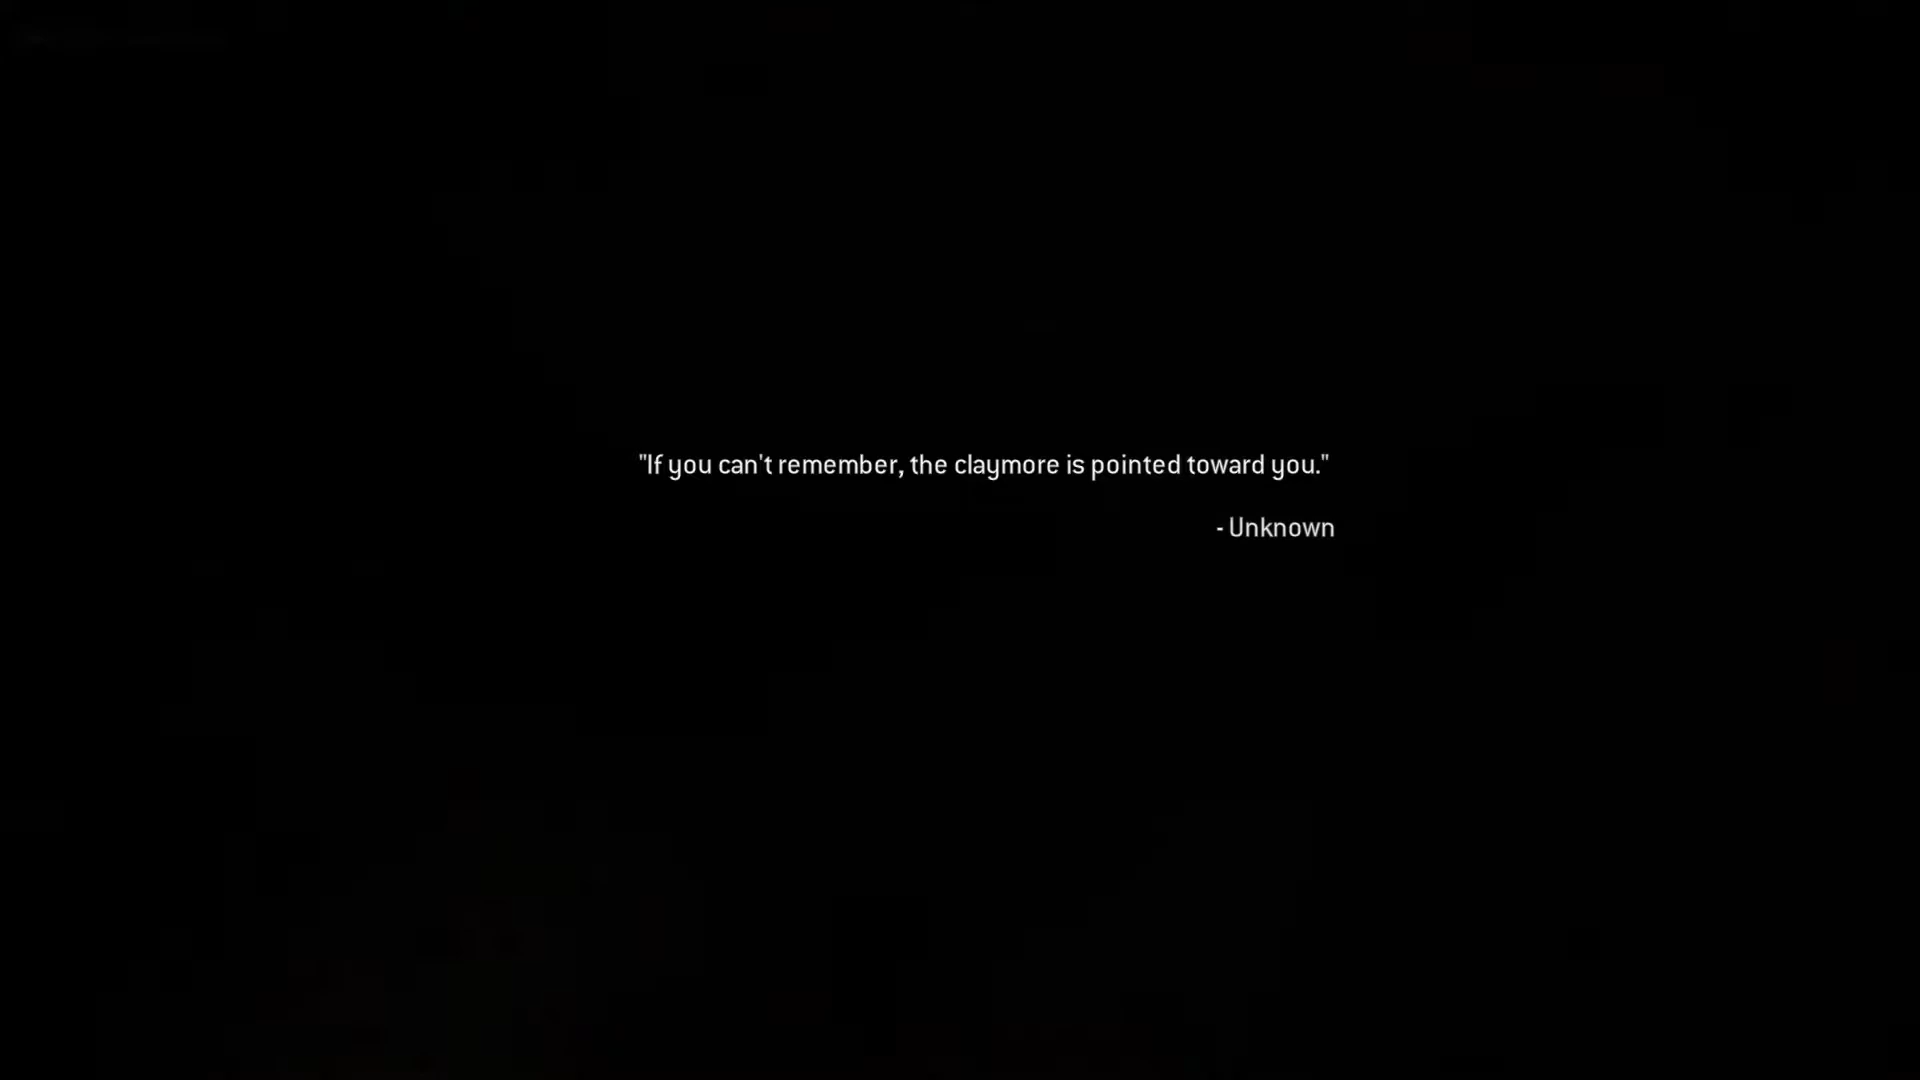 "If you can't remember, the claymore is pointed toward you."
- Unknown